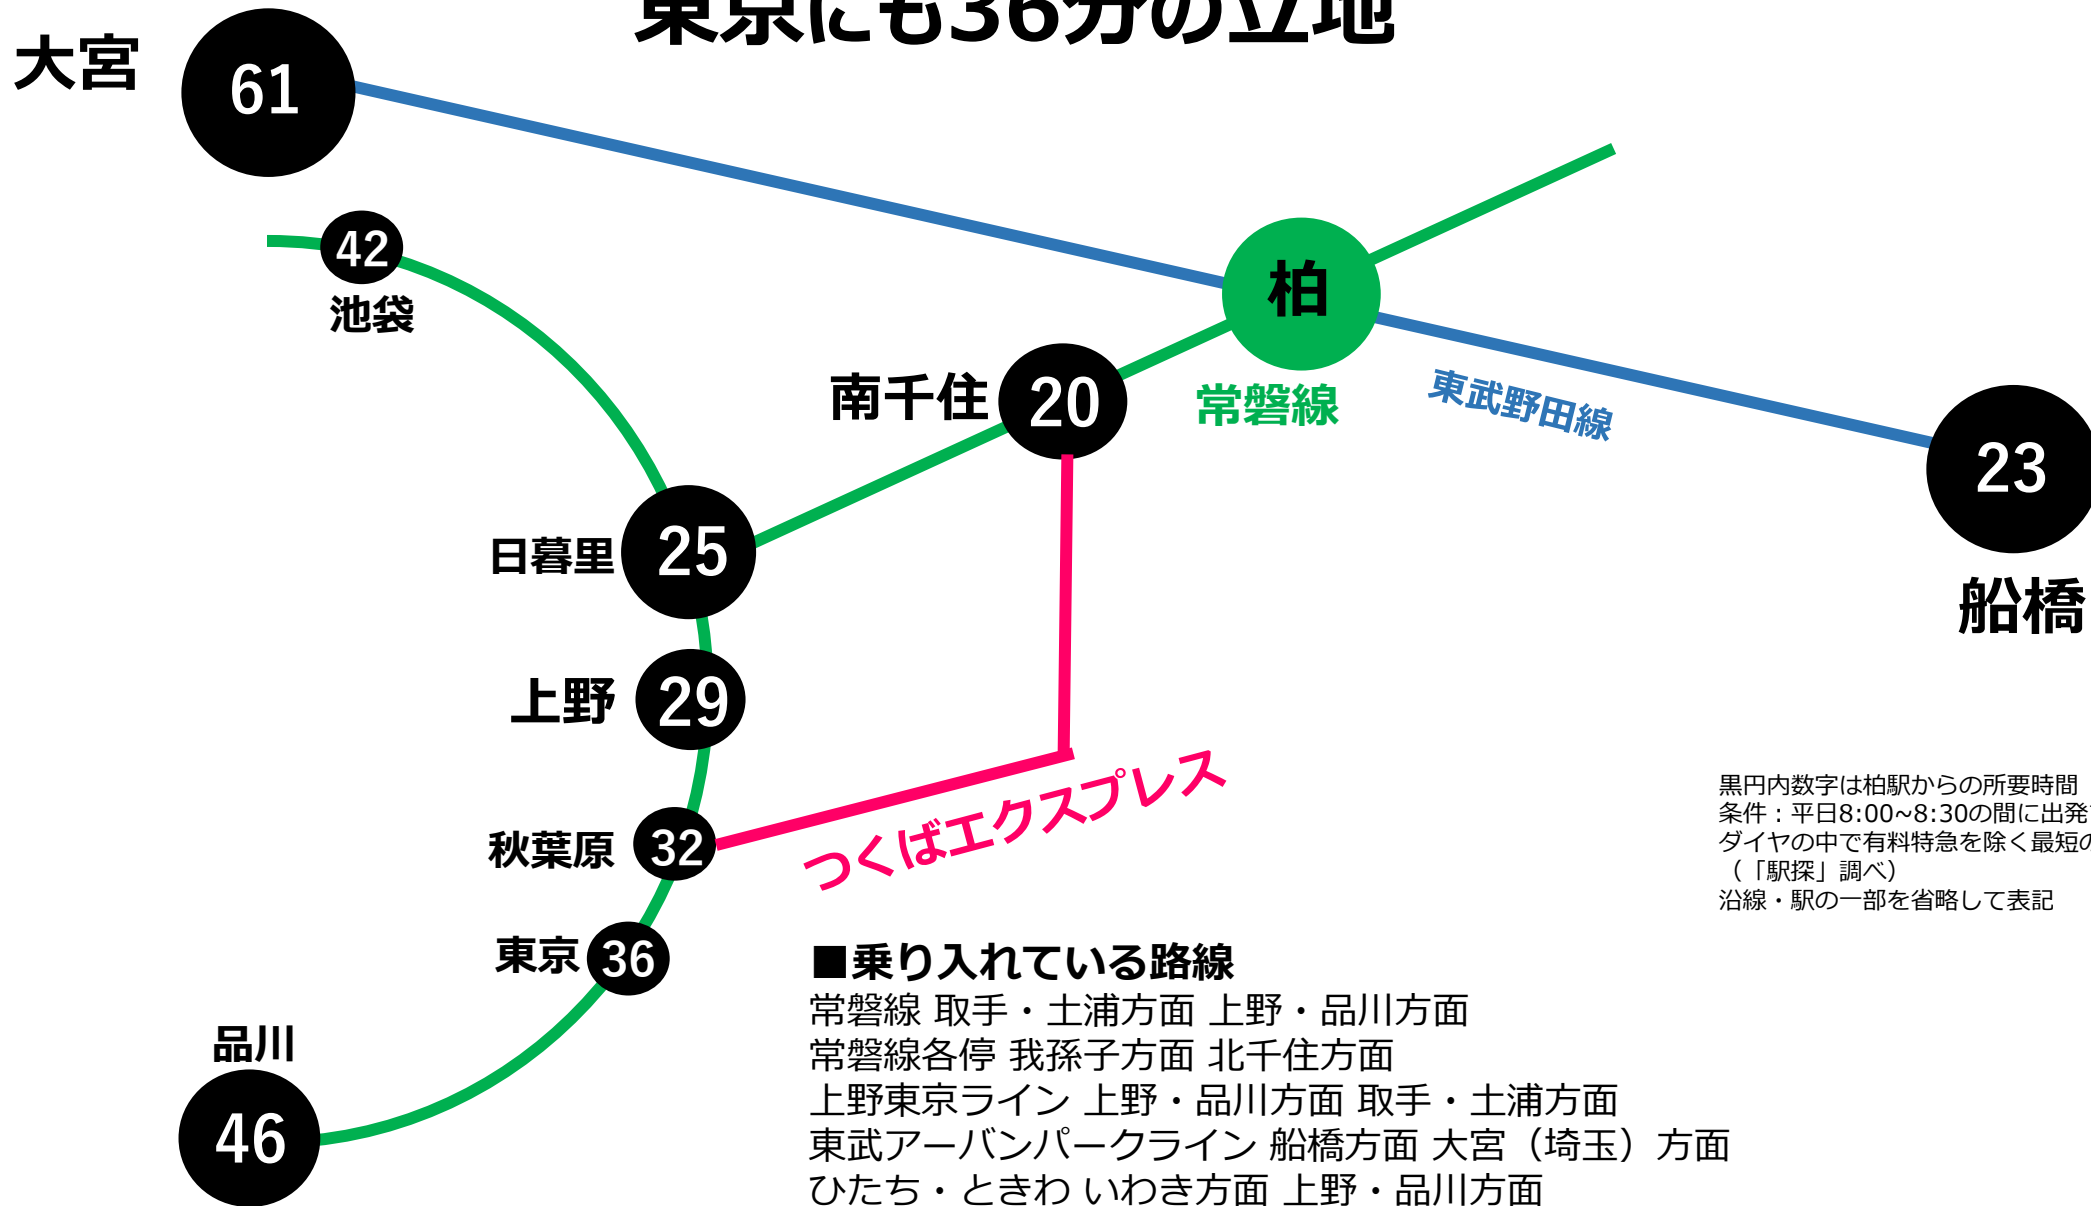 東京にも36分の立地
大宮
61
42
池袋
柏
南千住
20
常磐線
東武野田線
23
船橋
日暮里
25
上野
29
つくばエクスプレス
秋葉原
32
東京
36
品川
46
黒円内数字は柏駅からの所要時間
条件：平日8:00~8:30の間に出発
ダイヤの中で有料特急を除く最短の
（「駅探」調べ）
沿線・駅の一部を省略して表記
■乗り入れている路線
常磐線 取手・土浦方面 上野・品川方面
常磐線各停 我孫子方面 北千住方面
上野東京ライン 上野・品川方面 取手・土浦方面
東武アーバンパークライン 船橋方面 大宮（埼玉）方面
ひたち・ときわ いわき方面 上野・品川方面